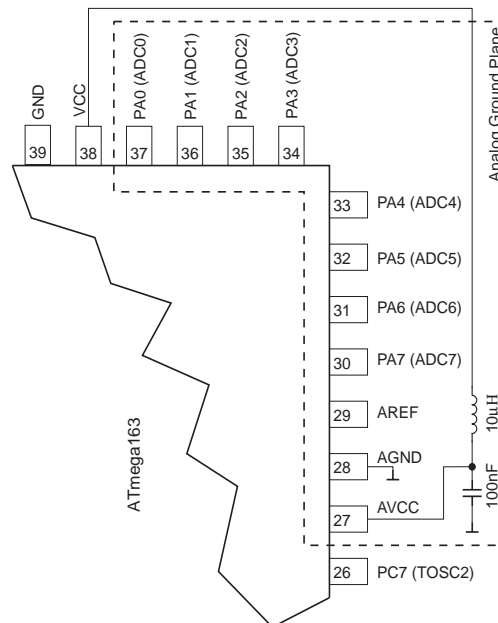 Analog Ground Plane
GND
VCC
PA0 (ADC0)
PA1 (ADC1)
PA2 (ADC2)
PA3 (ADC3)
39
38
37
36
35
34
33
PA4 (ADC4)
32
PA5 (ADC5)
31
PA6 (ADC6)
30
PA7 (ADC7)
29
AREF
28
AGND
27
AVCC
26
PC7 (TOSC2)
10μH
100nF
ATmega163